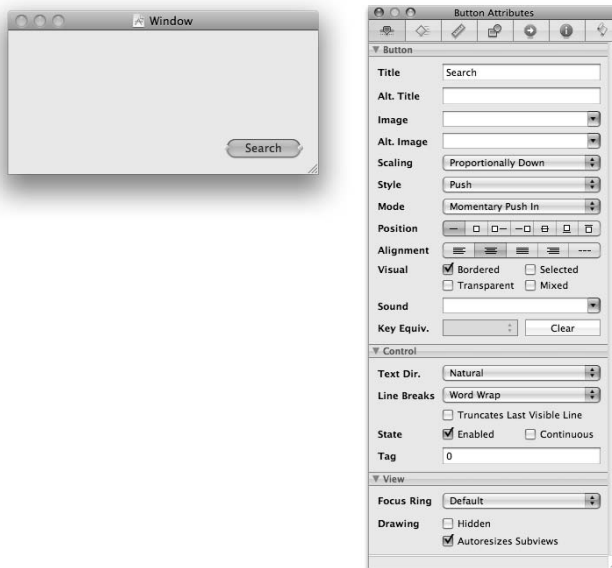 Window
Search
Button Attributes
Button
Title Search
Alt. Title
Image
Alt. Image
Scaling Proportionally Down
Style Push
Mode Momentary Push In
Position
Alignment
Visual Bordered Selected
Transparent Mixed
Sound
Key Equiv. Clear
Control
Text Dir. Natural
Line Breaks Word Wrap
Truncates Last Visible Line
State Enabled Continuous
Tag 0
View
Focus Ring Default
Drawing Hidden
Autoresizes Subviews